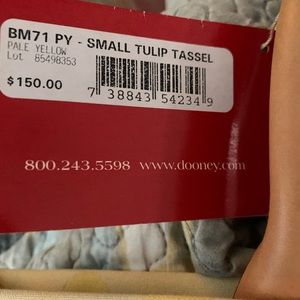 BM71 PY - SMALL TULIP TASSEL
PALE YELLOW
Lot 85498353
$150.00
7 38843 54234 9
800.243.5598 www.dooney.com